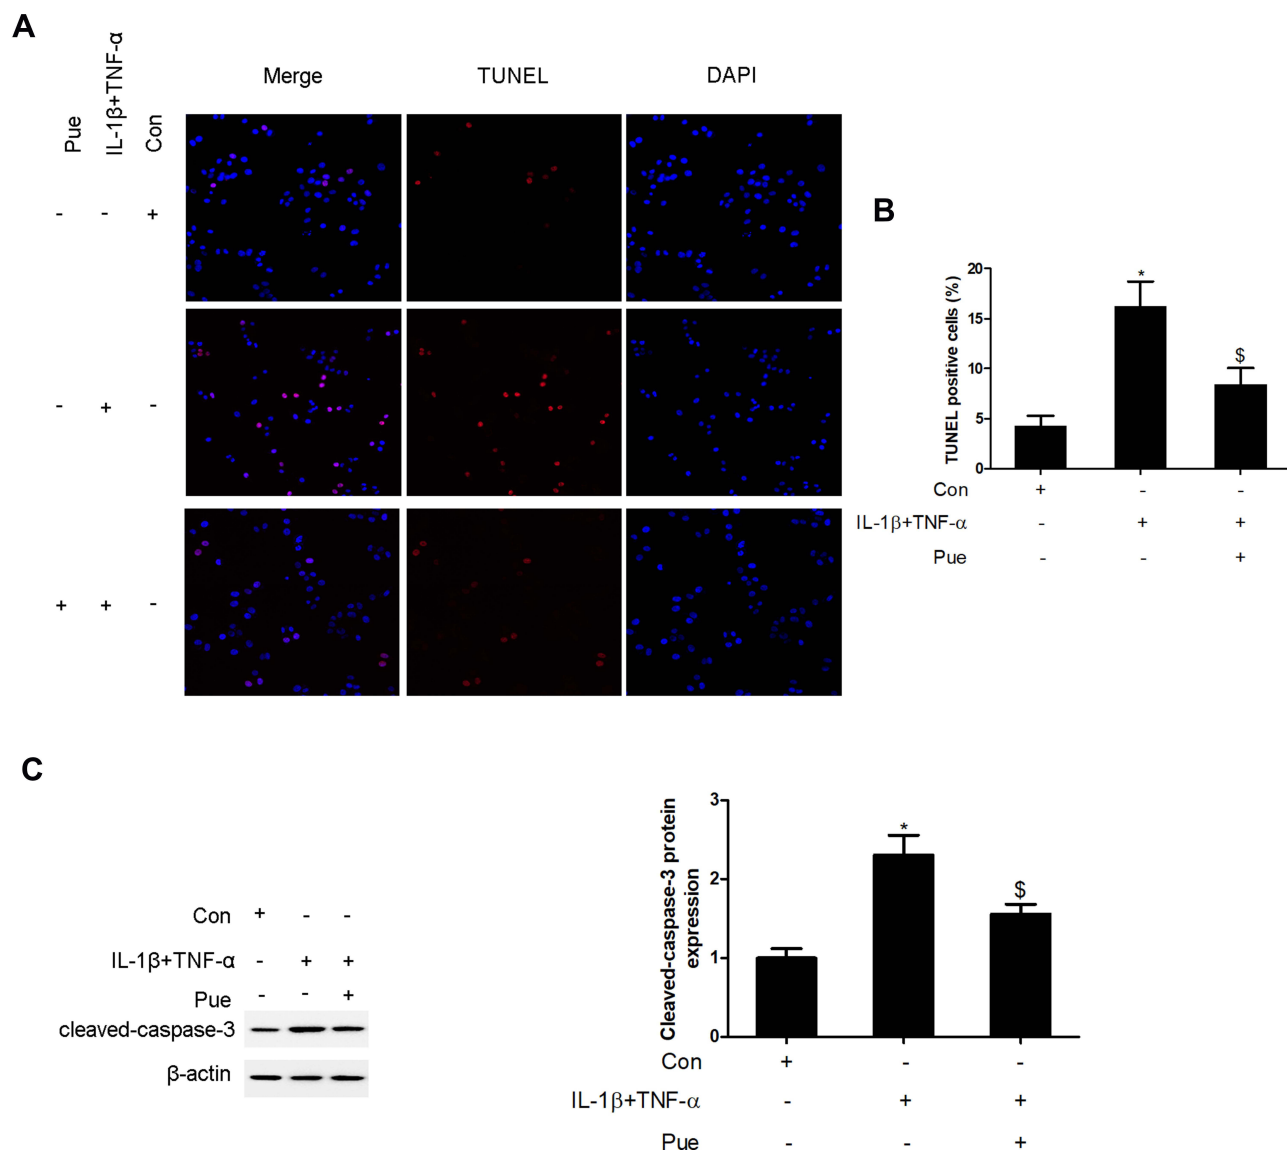 A
Pue
IL-1β+TNF-α
Con
Merge
TUNEL
DAPI
- - +
- + -
+ + -
B
TUNEL positive cells (%)
20
15
10
5
0
*
$
Con + - -
IL-1β+TNF-α - + +
Pue - - +
C
Con + - -
IL-1β+TNF-α - + +
Pue - - +
cleaved-caspase-3
β-actin
Cleaved-caspase-3 protein
expression
3
2
1
0
*
$
Con + - -
IL-1β+TNF-α - + +
Pue - - +